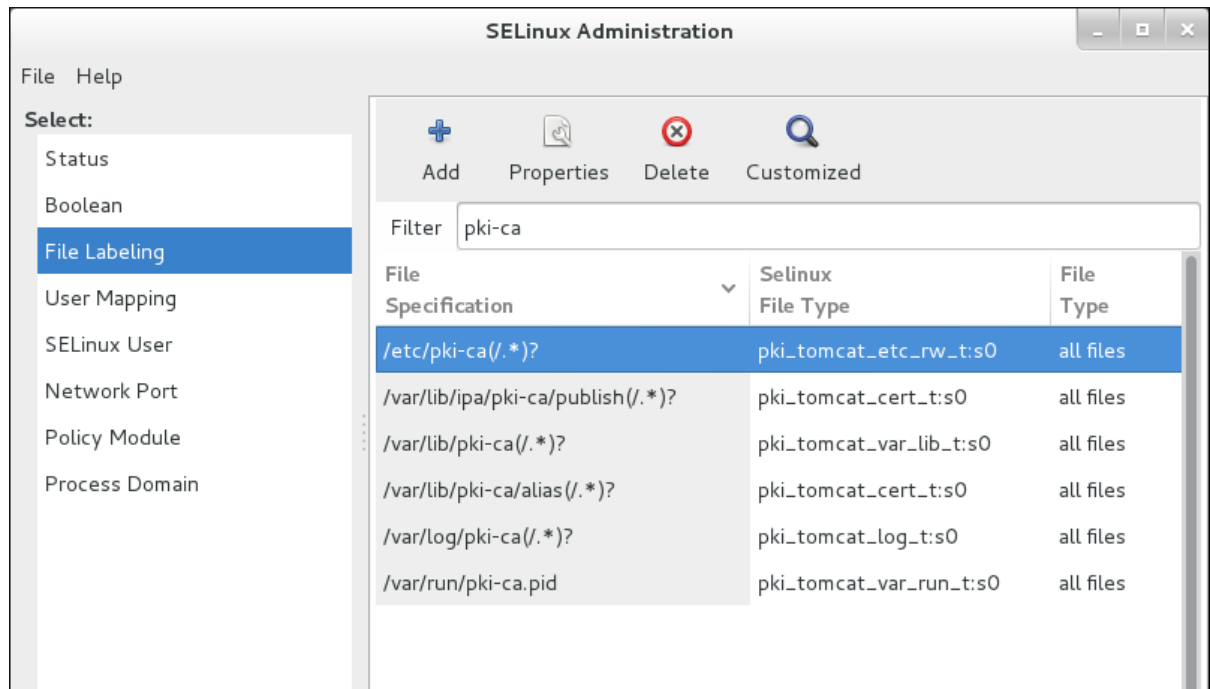 SELinux Administration
File Help
Select:
Status
Boolean
File Labeling
User Mapping
SELinux User
Network Port
Policy Module
Process Domain
Add Properties Delete Customized
Filter pki-ca
File Specification Selinux File Type File Type
/etc/pki-ca(/.*)? pki_tomcat_etc_rw_t:s0 all files
/var/lib/ipa/pki-ca/publish(/.*)? pki_tomcat_cert_t:s0 all files
/var/lib/pki-ca(/.*)? pki_tomcat_var_lib_t:s0 all files
/var/lib/pki-ca/alias(/.*)? pki_tomcat_cert_t:s0 all files
/var/log/pki-ca(/.*)? pki_tomcat_log_t:s0 all files
/var/run/pki-ca.pid pki_tomcat_var_run_t:s0 all files